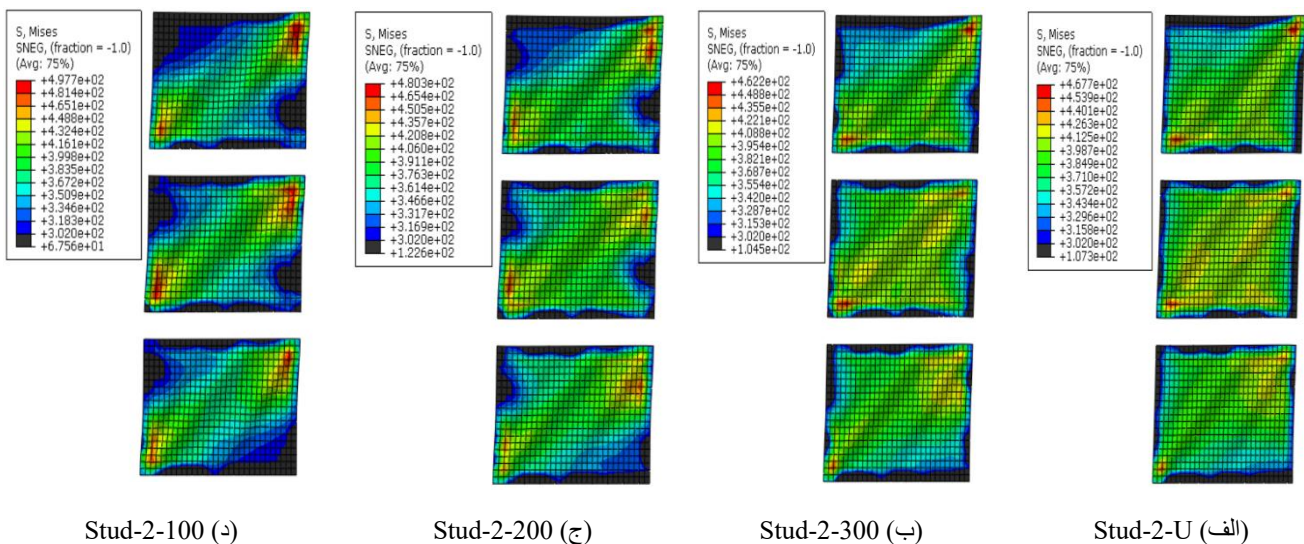 S, Mises
SNEG, (fraction = -1.0)
(Avg: 75%)
+4.977e+02
+4.814e+02
+4.651e+02
+4.488e+02
+4.324e+02
+4.161e+02
+3.998e+02
+3.835e+02
+3.672e+02
+3.509e+02
+3.346e+02
+3.183e+02
+3.020e+02
+6.756e+01
S, Mises
SNEG, (fraction = -1.0)
(Avg: 75%)
+4.803e+02
+4.654e+02
+4.505e+02
+4.357e+02
+4.208e+02
+4.060e+02
+3.911e+02
+3.763e+02
+3.614e+02
+3.466e+02
+3.317e+02
+3.169e+02
+3.020e+02
+1.226e+02
S, Mises
SNEG, (fraction = -1.0)
(Avg: 75%)
+4.622e+02
+4.488e+02
+4.355e+02
+4.221e+02
+4.088e+02
+3.954e+02
+3.821e+02
+3.687e+02
+3.554e+02
+3.420e+02
+3.287e+02
+3.153e+02
+3.020e+02
+1.045e+02
S, Mises
SNEG, (fraction = -1.0)
(Avg: 75%)
+4.677e+02
+4.539e+02
+4.401e+02
+4.263e+02
+4.125e+02
+3.987e+02
+3.849e+02
+3.710e+02
+3.572e+02
+3.434e+02
+3.296e+02
+3.158e+02
+3.020e+02
+1.073e+02
(د) Stud-2-100
(ج) Stud-2-200
(ب) Stud-2-300
(الف) Stud-2-U